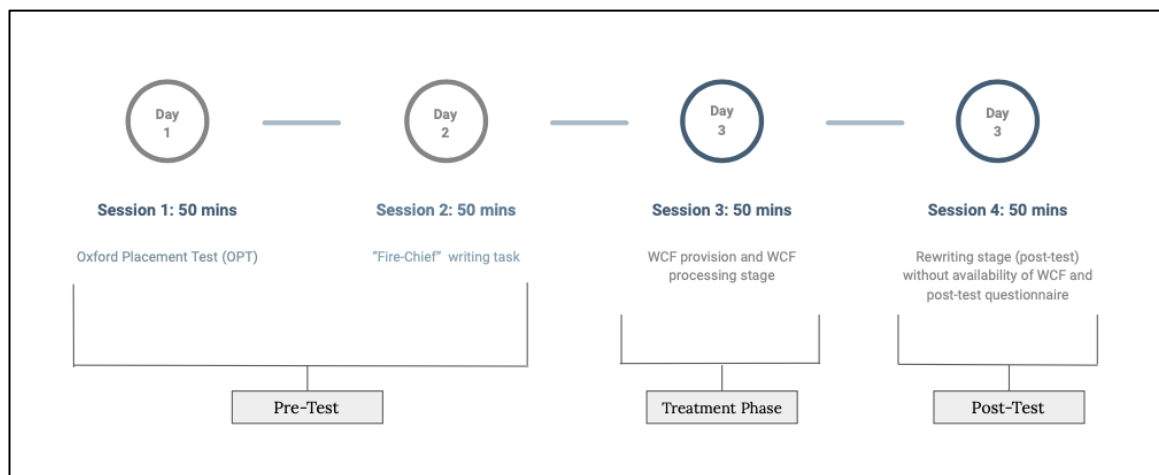 Day
1
Day
2
Day
3
Day
3
Session 1: 50 mins
Session 2: 50 mins
Session 3: 50 mins
Session 4: 50 mins
Oxford Placement Test (OPT)
"Fire-Chief" writing task
WCF provision and WCF
processing stage
Rewriting stage (post-test)
without availability of WCF and
post-test questionnaire
Pre-Test
Treatment Phase
Post-Test